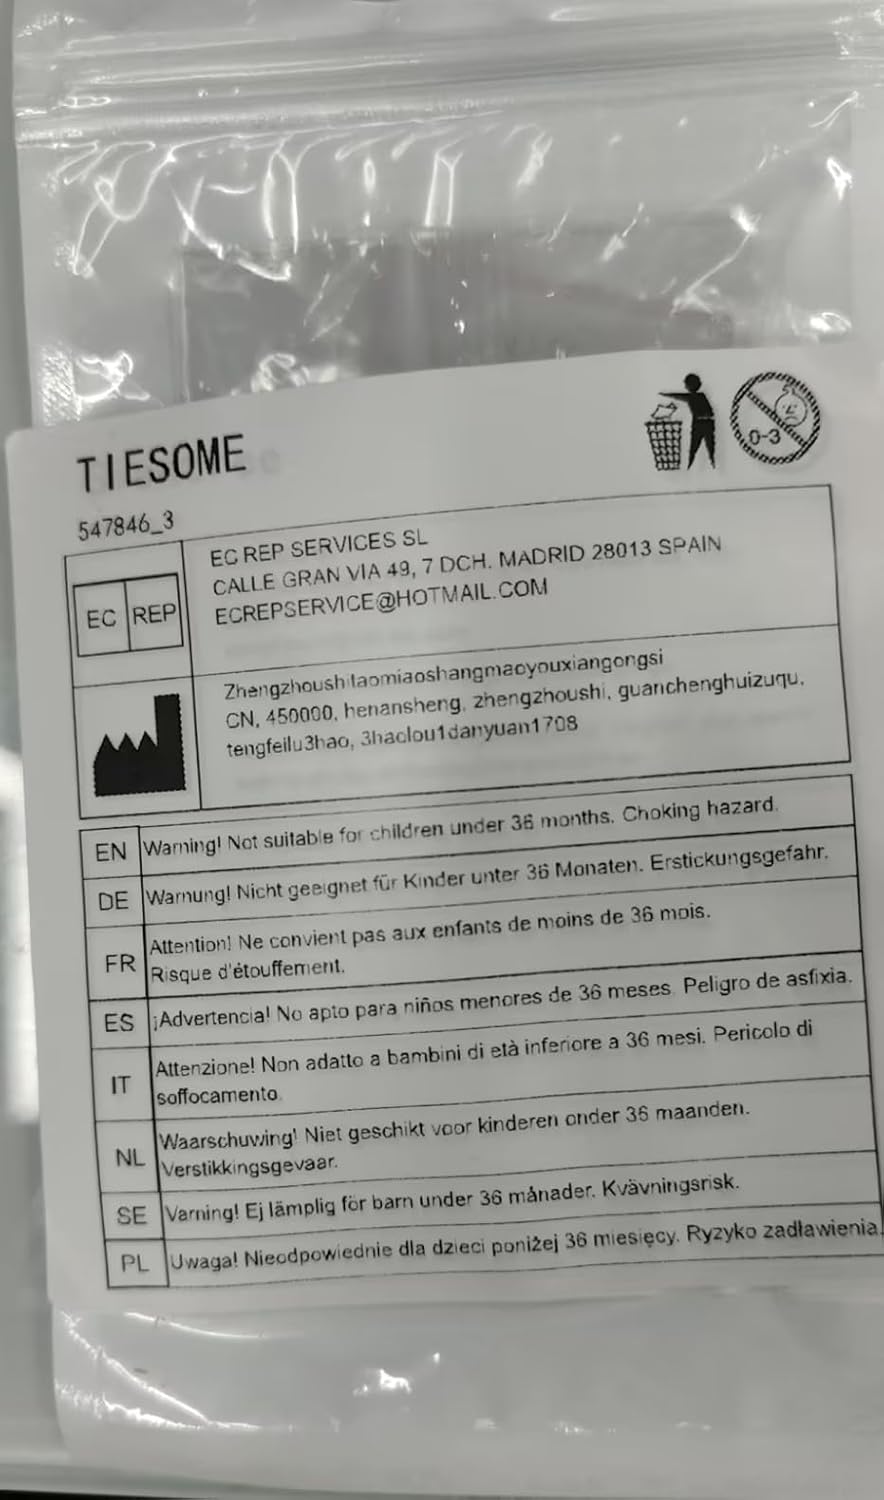 TIESOME
547846_3
0-3
EC REP
EC REP SERVICES SL
CALLE GRAN VIA 49, 7 DCH. MADRID 28013 SPAIN
ECREPSERVICE@HOTMAIL.COM
Zhengzhoushitaomiaoshangmaoyouxiangongsi
CN, 450000, henansheng, zhengzhoushi, guanchenghuizuqu,
tengfeilu3hao, 3haolou1danyuan1708
EN Warning! Not suitable for children under 36 months. Choking hazard.
DE Warnung! Nicht geeignet für Kinder unter 36 Monaten. Erstickungsgefahr.
FR Attention! Ne convient pas aux enfants de moins de 36 mois.
Risque d'étouffement.
ES ¡Advertencia! No apto para niños menores de 36 meses. Peligro de asfixia.
IT Attenzione! Non adatto a bambini di età inferiore a 36 mesi. Pericolo di
soffocamento.
NL Waarschuwing! Niet geschikt voor kinderen onder 36 maanden.
Verstikkingsgevaar.
SE Varning! Ej lämplig för barn under 36 månader. Kvävningsrisk.
PL Uwaga! Nieodpowiednie dla dzieci poniżej 36 miesięcy. Ryzyko zadławienia.